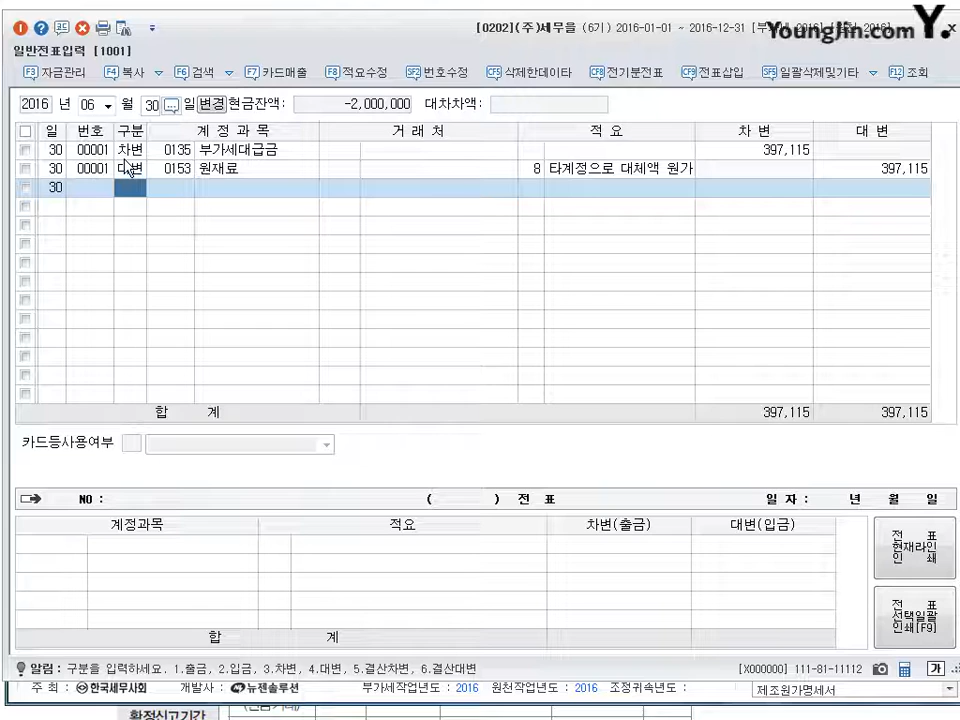 [0202](주)세무을 (6기) 2016-01-01 ~ 2016-12-31
YoungJin.com Y.
일반전표입력 [1001]
F3 자금관리 F4 복사 F6 검색 F7 카드매출 F8 적요수정 SF2 번호수정 CF5 삭제한데이타 CF8 전기분전표 CF9 전표삽입 SF5 일괄삭제및기타 F12 조회
2016 년 06 월 30 일 변경 현금잔액: -2,000,000 대차차액:
일 번호 구분 계 정 과 목 거 래 처 적 요 차 변 대 변
30 00001 차변 0135 부가세대급금 397,115
30 00001 대변 0153 원재료 8 타계정으로 대체액 원가 397,115
30
합 계 397,115 397,115
카드등사용여부
NO : ( ) 전 표 일 자 : 년 월 일
계정과목 적요 차변(출금) 대변(입금)
전 표
현재라인
인 쇄
전 표
선택일괄
인쇄[F9]
합 계
알림: 구분을 입력하세요. 1.출금, 2.입금, 3.차변, 4.대변, 5.결산차변, 6.결산대변 [X000000] 111-81-11112 가
주 최 : 한국세무사회 개발사 : 뉴젠솔루션 부가세작업년도 : 2016 원천작업년도 : 2016 조정귀속년도 : 제조원가명세서
확정신고기간